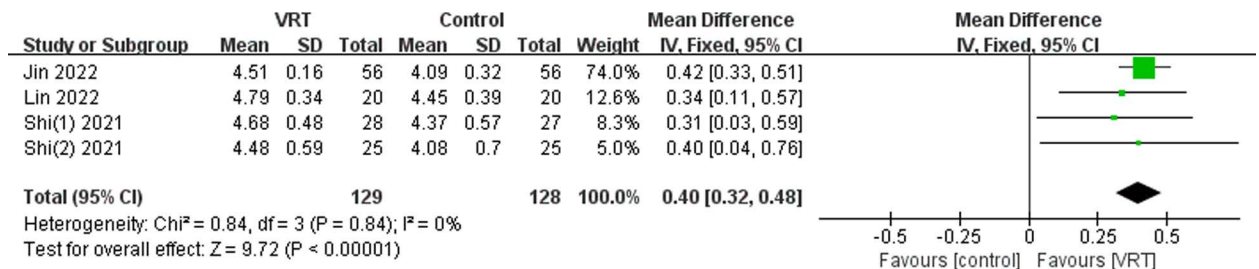 VRT Control Mean Difference Mean Difference
Study or Subgroup Mean SD Total Mean SD Total Weight IV, Fixed, 95% CI IV, Fixed, 95% CI
Jin 2022 4.51 0.16 56 4.09 0.32 56 74.0% 0.42 [0.33, 0.51]
Lin 2022 4.79 0.34 20 4.45 0.39 20 12.6% 0.34 [0.11, 0.57]
Shi(1) 2021 4.68 0.48 28 4.37 0.57 27 8.3% 0.31 [0.03, 0.59]
Shi(2) 2021 4.48 0.59 25 4.08 0.7 25 5.0% 0.40 [0.04, 0.76]
Total (95% CI) 129 128 100.0% 0.40 [0.32, 0.48]
Heterogeneity: Chi² = 0.84, df = 3 (P = 0.84); I² = 0%
Test for overall effect: Z = 9.72 (P < 0.00001)
-0.5 -0.25 0 0.25 0.5
Favours [control] Favours [VRT]